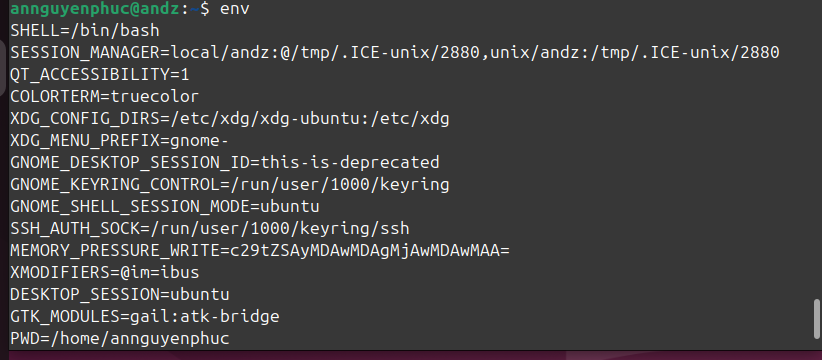 annguyenphuc@andz:~$ env
SHELL=/bin/bash
SESSION_MANAGER=local/andz:@/tmp/.ICE-unix/2880,unix/andz:/tmp/.ICE-unix/2880
QT_ACCESSIBILITY=1
COLORTERM=truecolor
XDG_CONFIG_DIRS=/etc/xdg/xdg-ubuntu:/etc/xdg
XDG_MENU_PREFIX=gnome-
GNOME_DESKTOP_SESSION_ID=this-is-deprecated
GNOME_KEYRING_CONTROL=/run/user/1000/keyring
GNOME_SHELL_SESSION_MODE=ubuntu
SSH_AUTH_SOCK=/run/user/1000/keyring/ssh
MEMORY_PRESSURE_WRITE=c29tZSAyMDAwMDAgMjAwMDAwMAA=
XMODIFIERS=@im=ibus
DESKTOP_SESSION=ubuntu
GTK_MODULES=gail:atk-bridge
PWD=/home/annguyenphuc